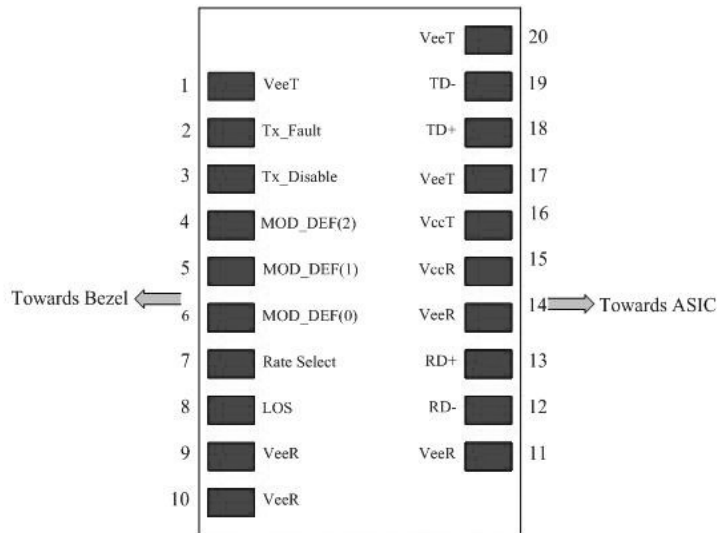 VeeT 20
1 VeeT TD- 19
2 Tx_Fault TD+ 18
3 Tx_Disable VeeT 17
4 MOD_DEF(2) VccT 16
5 MOD_DEF(1) VccR 15
Towards Bezel
6 MOD_DEF(0) VeeR 14
Towards ASIC
7 Rate Select RD+ 13
8 LOS RD- 12
9 VeeR VeeR 11
10 VeeR